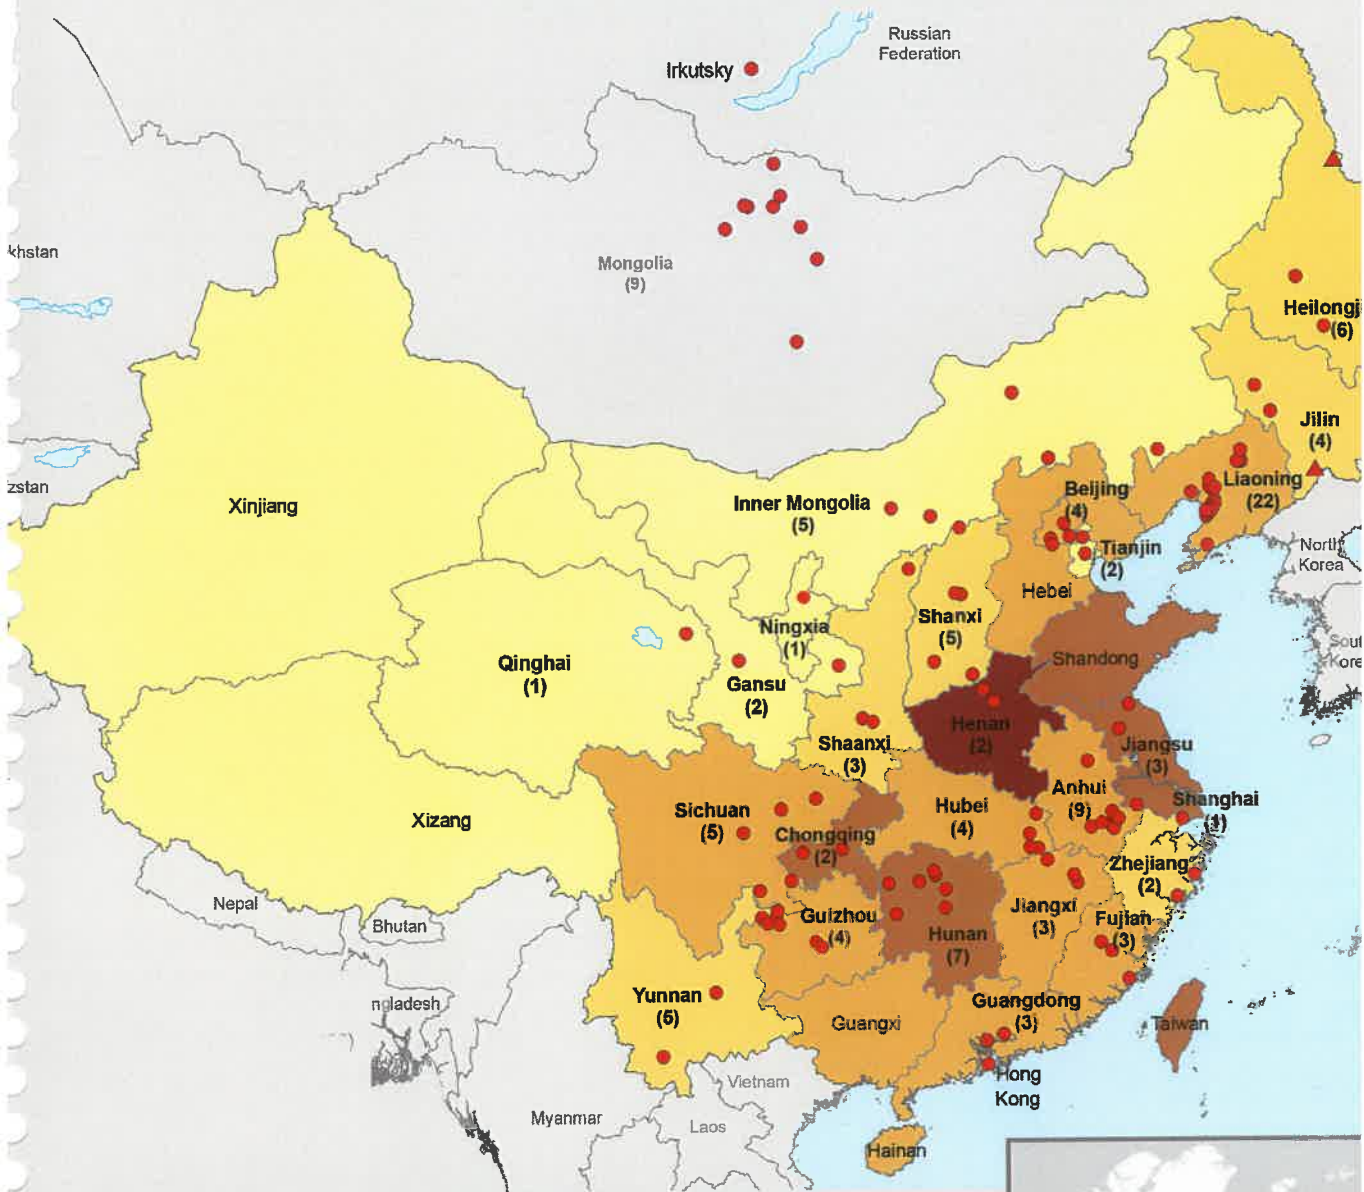 Russian
Federation
Irkutsky
khstan
Mongolia
(9)
Heilongji
(6)
Jilin
(4)
zstan
Xinjiang
Inner Mongolia
(5)
Beijing
(4)
Liaoning
(22)
Tianjin
(2)
North
Korea
Hebei
Ningxia
(1)
Shanxi
(5)
Sout
Kore
Qinghai
(1)
Gansu
(2)
Shandong
Henan
(2)
Shaanxi
(3)
Jiangsu
(3)
Anhui
(9)
Shanghai
(1)
Sichuan
(5)
Hubei
(4)
Xizang
Chongqing
(2)
Zhejiang
(2)
Nepal
Bhutan
Guizhou
(4)
Jiangxi
(3)
Fujian
(3)
Hunan
(7)
ngladesh
Yunnan
(5)
Guangdong
(3)
Guangxi
Taiwan
Hong
Kong
Vietnam
Myanmar
Laos
Hainan